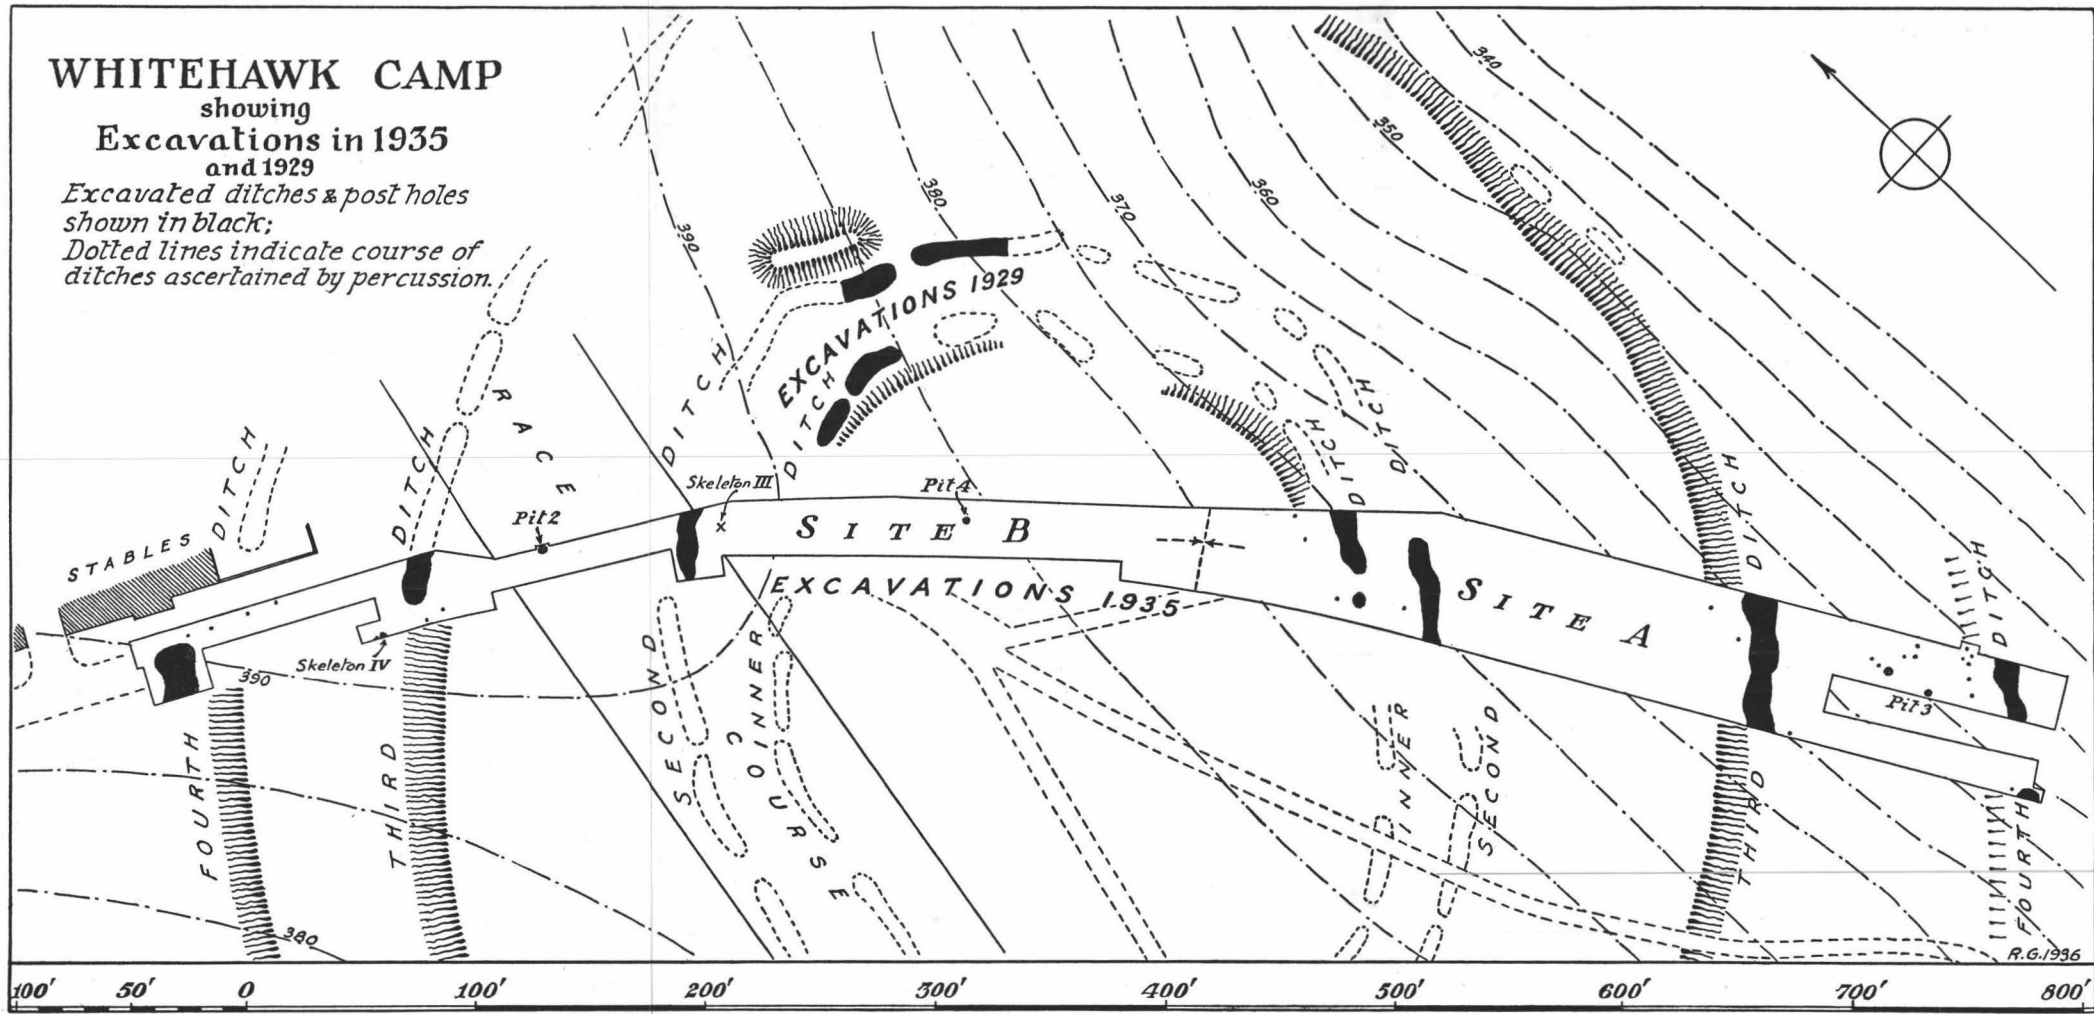 WHITEHAWK CAMP
showing
Excavations in 1935
and 1929
Excavated ditches & post holes
shown in black;
Dotted lines indicate course of
ditches ascertained by percussion.
340
350
360
370
380
390
EXCAVATIONS 1929
DITCH
DITCH
DITCH
DITCH
RACE
STABLES
Skeleton III
Pit 4
Pit 2
SITE B
DITCH
DITCH
DITCH
DITCH
SITE A
EXCAVATIONS 1935
Skeleton IV
390
Pit 3
FOURTH
THIRD
SECOND
INNER
COURSE
INNER
SECOND
THIRD
FOURTH
380
R.G. 1936
100' 50' 0 100' 200' 300' 400' 500' 600' 700' 800'